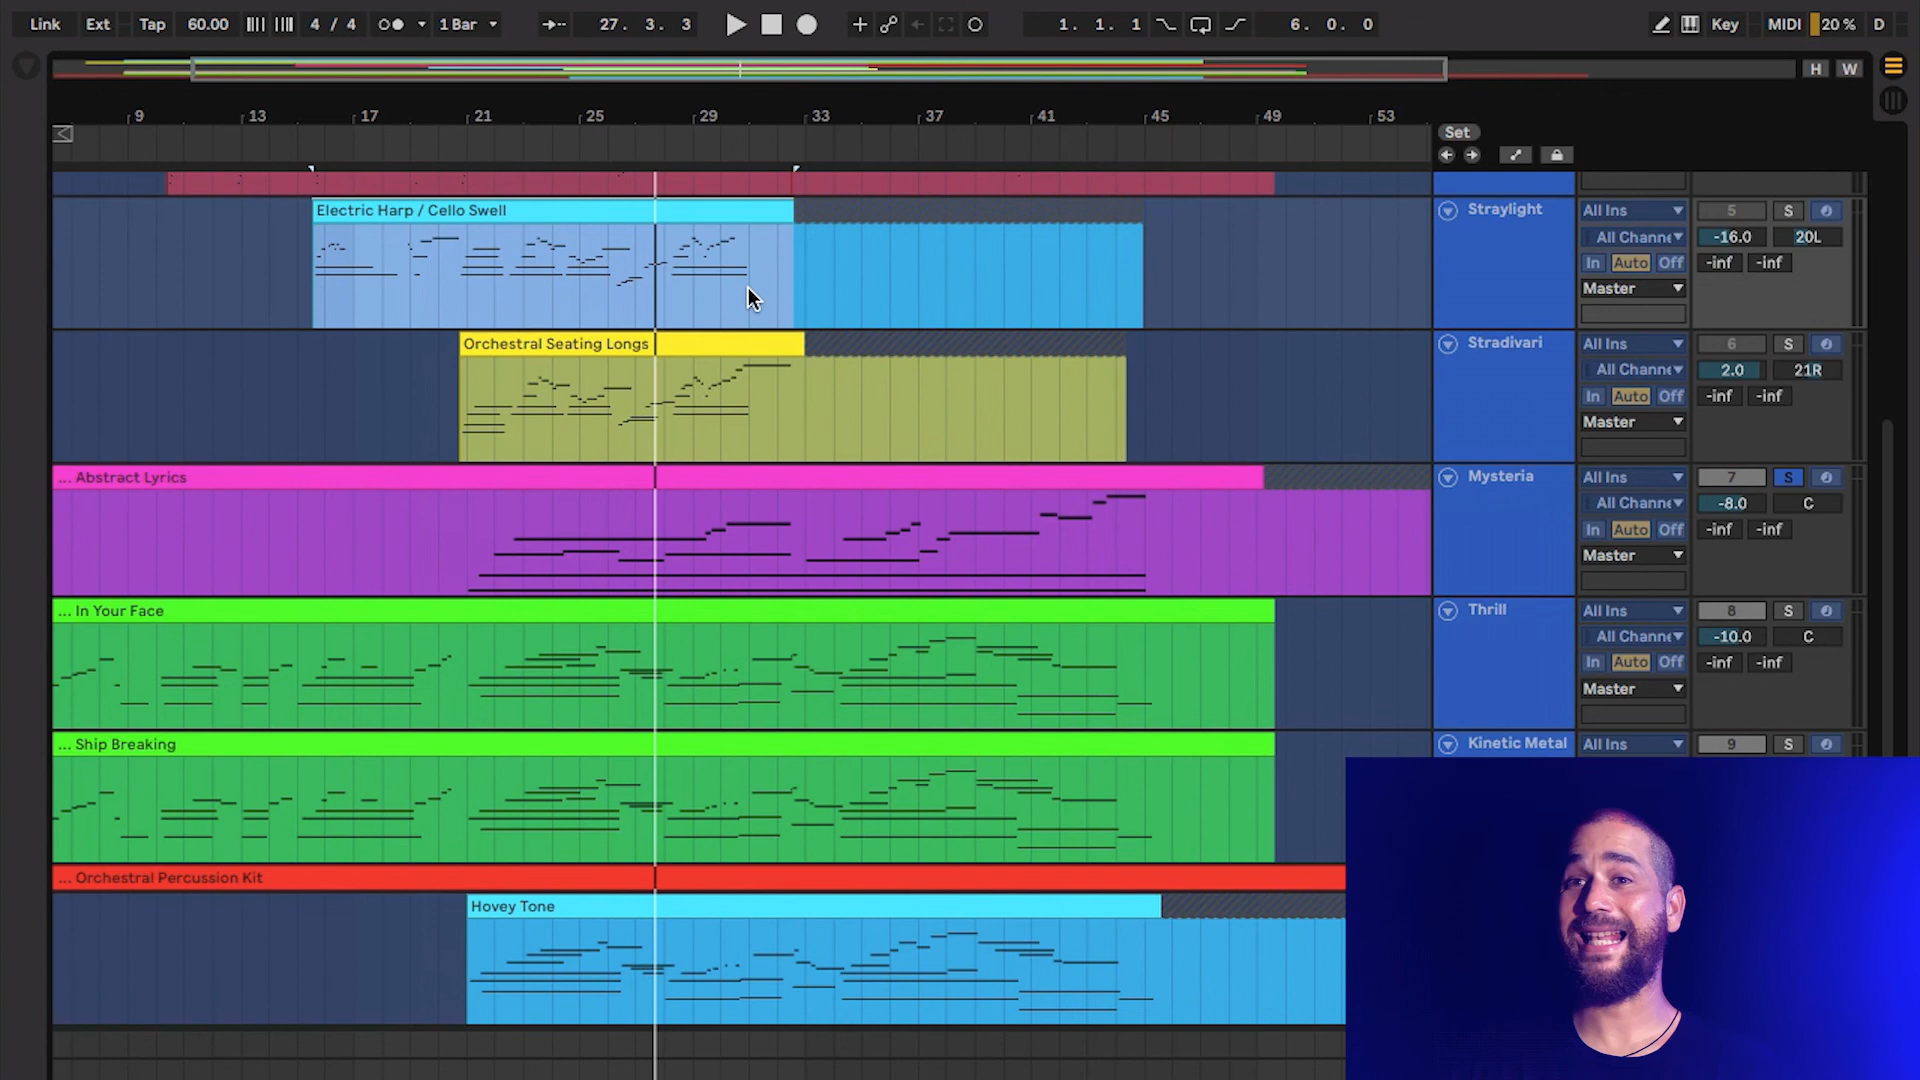 Link Ext Tap 60.00 4 / 4 1 Bar 27. 3. 3 1. 1. 1 6. 0. 0 Key MIDI 20 % D
H W
9 13 17 21 25 29 33 37 41 45 49 53
Set
Electric Harp / Cello Swell Straylight All Ins 5 S
All Channe -16.0 20L
In Auto Off -inf -inf
Master
Orchestral Seating Longs Stradivari All Ins 6 S
All Channe 2.0 21R
In Auto Off -inf -inf
Master
... Abstract Lyrics Mysteria All Ins 7 S
All Channe -8.0 C
In Auto Off -inf -inf
Master
... In Your Face Thrill All Ins 8 S
All Channe -10.0 C
In Auto Off -inf -inf
Master
... Ship Breaking Kinetic Metal All Ins 9 S
... Orchestral Percussion Kit
Hovey Tone